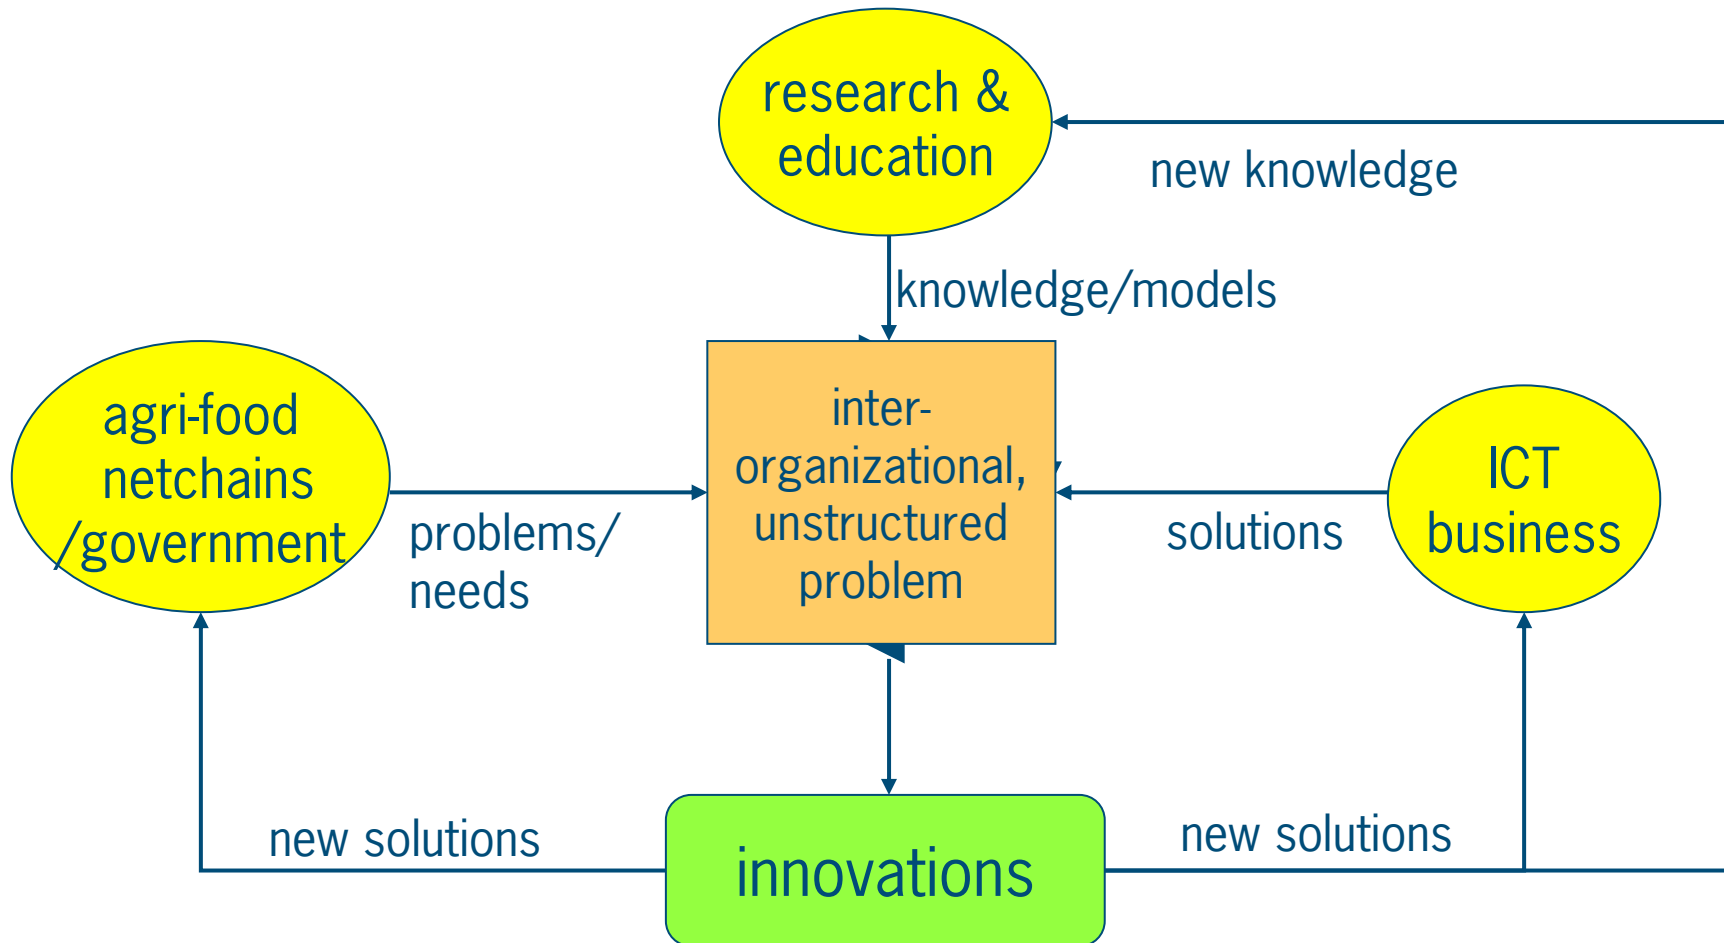 research &
education
new knowledge
knowledge/models
agri-food
netchains
/government
problems/
needs
inter-
organizational,
unstructured
problem
solutions
ICT
business
new solutions
innovations
new solutions